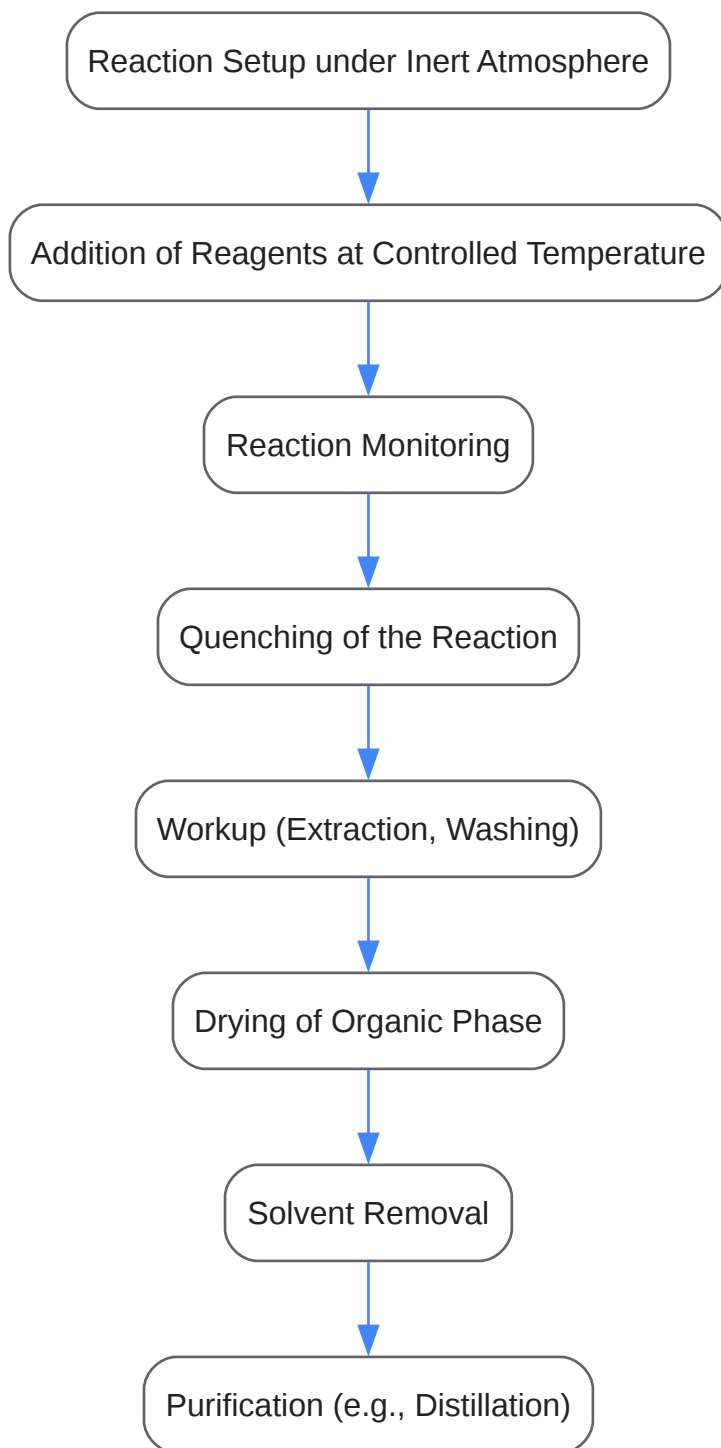 Reaction Setup under Inert Atmosphere
Addition of Reagents at Controlled Temperature
Reaction Monitoring
Quenching of the Reaction
Workup (Extraction, Washing)
Drying of Organic Phase
Solvent Removal
Purification (e.g., Distillation)